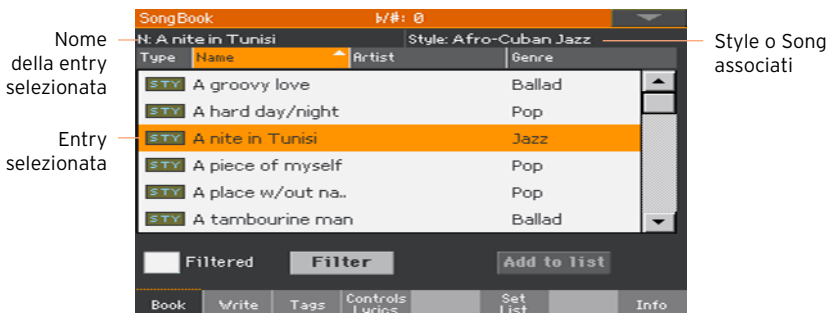 SongBook ♭/#: 0
Nome
della entry
selezionata
N: A nite in Tunisi Style: Afro-Cuban Jazz
Style o Song
associati
Type Name Artist Genre
STY A groovy love Ballad
STY A hard day/night Pop
Entry
selezionata
STY A nite in Tunisi Jazz
STY A piece of myself Pop
STY A place w/out na.. Pop
STY A tambourine man Ballad
Filtered Filter Add to list
Book Write Tags Controls Lyrics Set List Info